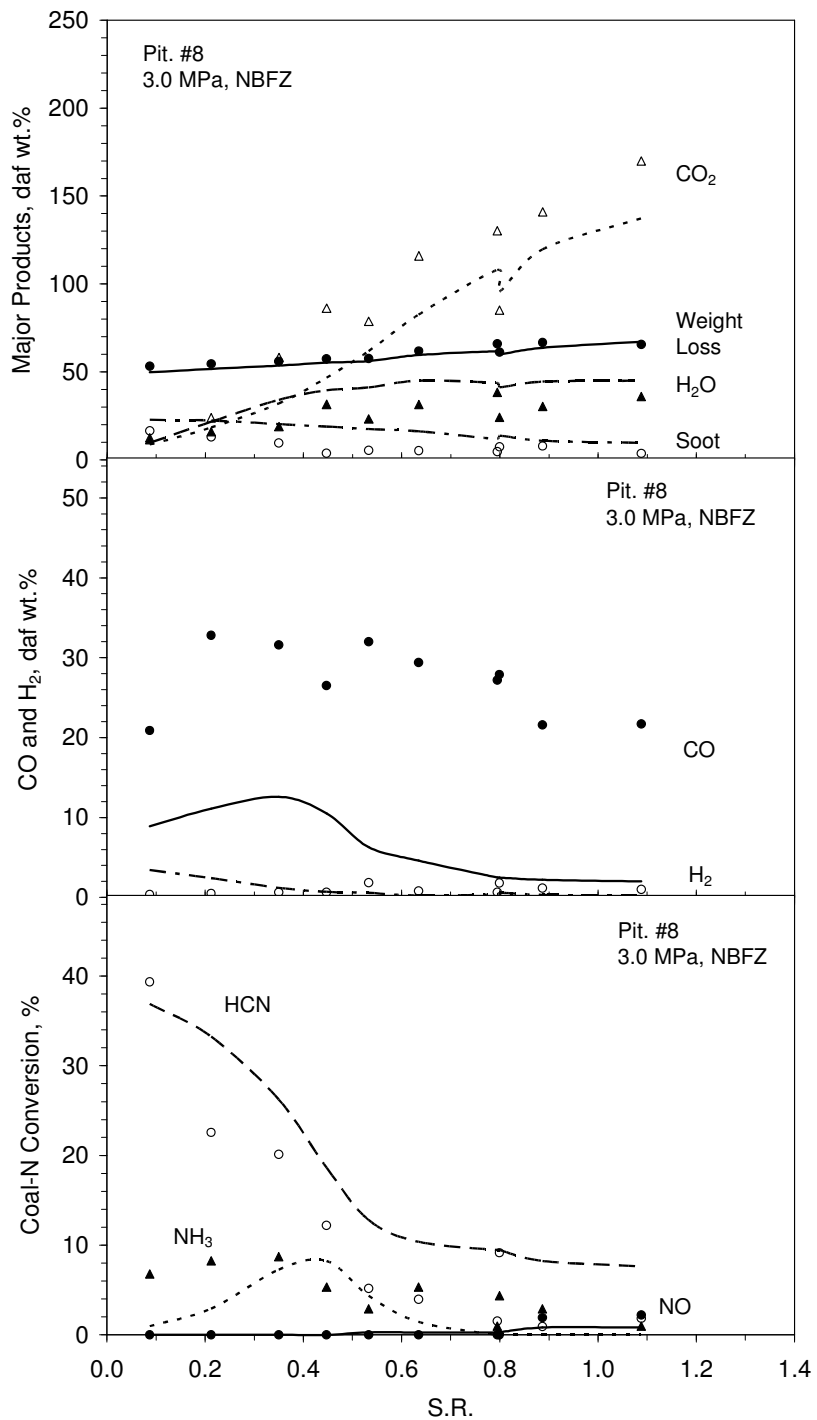 250
Pit. #8
3.0 MPa, NBFZ
200
CO₂
150
Major Products, daf wt.%
100
Weight
Loss
50
H₂O
Soot
0
Pit. #8
3.0 MPa, NBFZ
50
40
CO and H₂, daf wt.%
30
20
CO
10
H₂
0
Pit. #8
3.0 MPa, NBFZ
40
HCN
30
Coal-N Conversion, %
20
NH₃
10
NO
0
0.0 0.2 0.4 0.6 0.8 1.0 1.2 1.4
S.R.